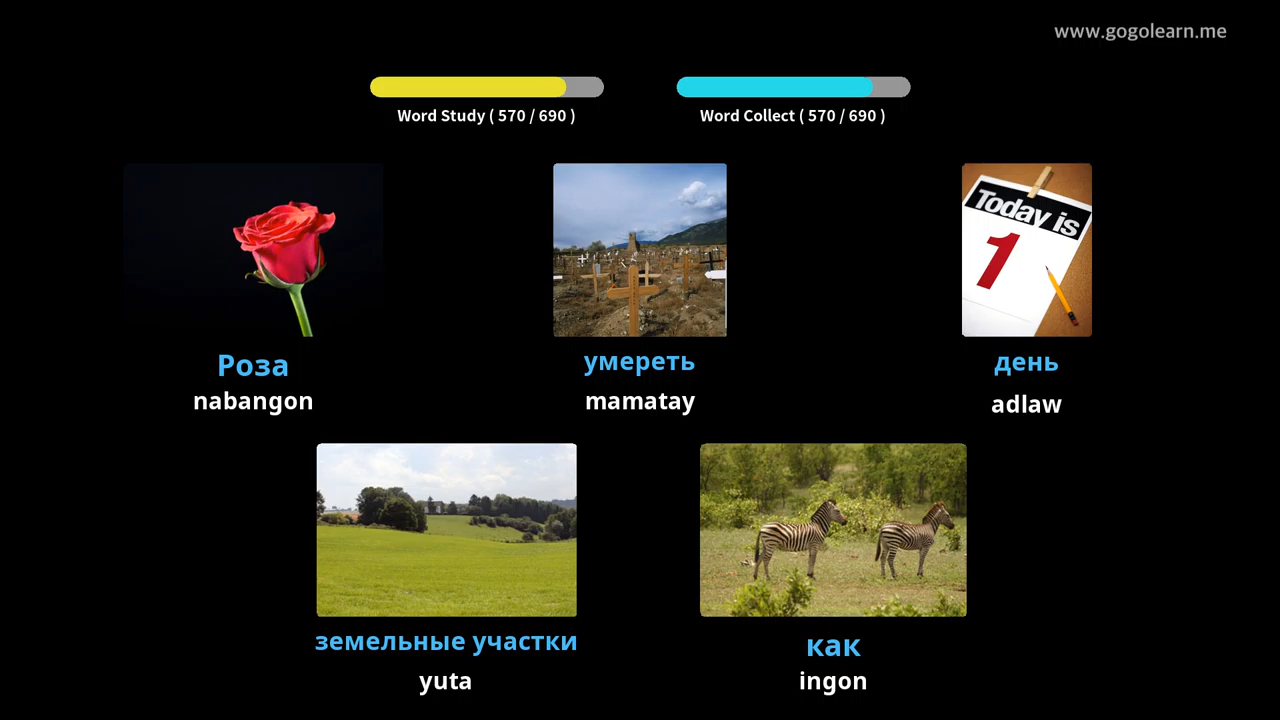 www.gogolearn.me
Word Study ( 570 / 690 )
Word Collect ( 570 / 690 )
Today is
1
Роза
nabangon
умереть
mamatay
день
adlaw
земельные участки
yuta
как
ingon